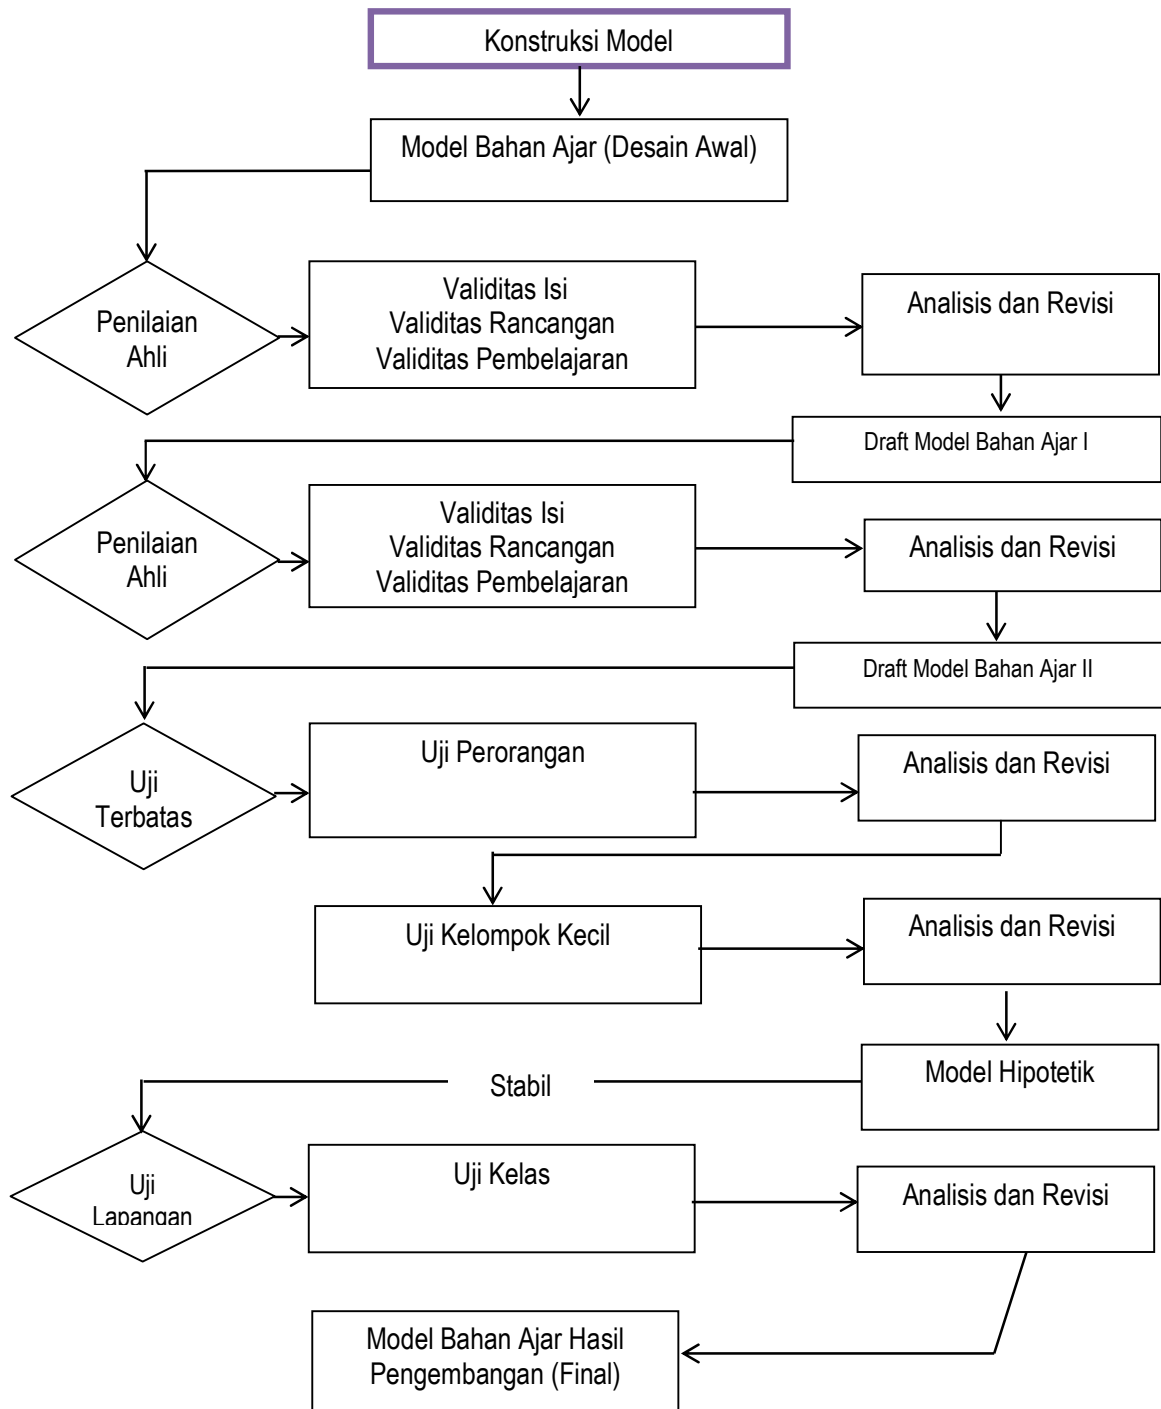 Konstruksi Model
Model Bahan Ajar (Desain Awal)
Penilaian
Ahli
Validitas Isi
Validitas Rancangan
Validitas Pembelajaran
Analisis dan Revisi
Draft Model Bahan Ajar I
Penilaian
Ahli
Validitas Isi
Validitas Rancangan
Validitas Pembelajaran
Analisis dan Revisi
Draft Model Bahan Ajar II
Uji
Terbatas
Uji Perorangan
Analisis dan Revisi
Uji Kelompok Kecil
Analisis dan Revisi
Model Hipotetik
Stabil
Uji
Lapangan
Uji Kelas
Analisis dan Revisi
Model Bahan Ajar Hasil
Pengembangan (Final)